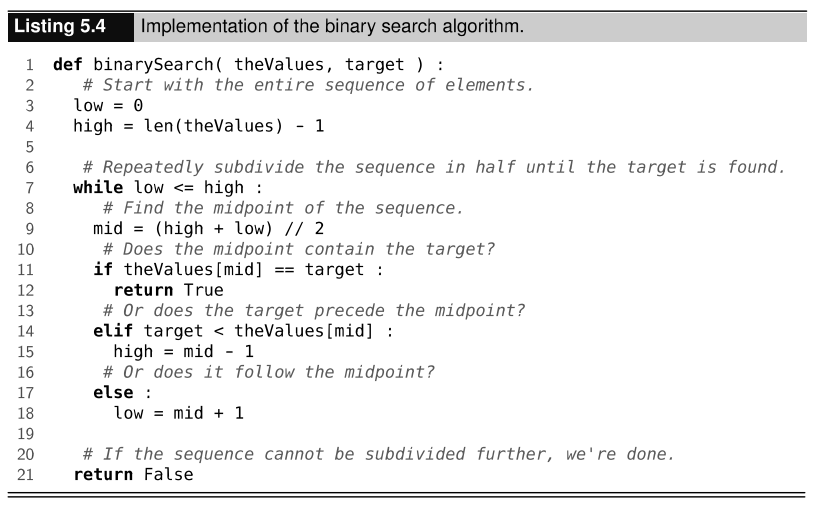 Listing 5.4 Implementation of the binary search algorithm.
1 def binarySearch( theValues, target ) :
2 # Start with the entire sequence of elements.
3 low = 0
4 high = len(theValues) - 1
5
6 # Repeatedly subdivide the sequence in half until the target is found.
7 while low <= high :
8 # Find the midpoint of the sequence.
9 mid = (high + low) // 2
10 # Does the midpoint contain the target?
11 if theValues[mid] == target :
12 return True
13 # Or does the target precede the midpoint?
14 elif target < theValues[mid] :
15 high = mid - 1
16 # Or does it follow the midpoint?
17 else :
18 low = mid + 1
19
20 # If the sequence cannot be subdivided further, we're done.
21 return False